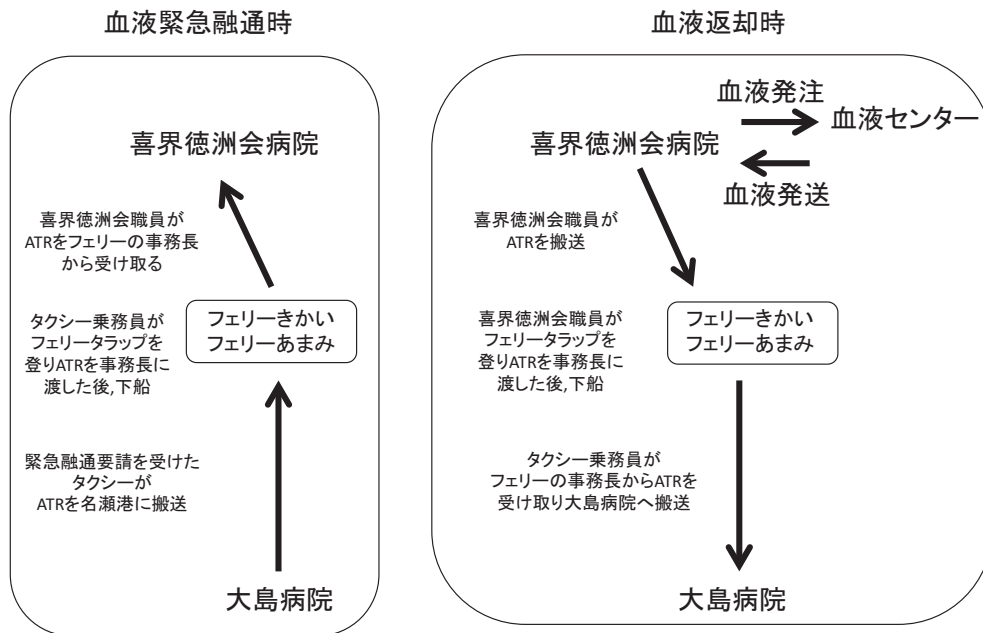 血液緊急融通時
喜界徳洲会病院
喜界徳洲会職員が
ATRをフェリーの事務長
から受け取る
タクシー乗務員が
フェリータラップを
登りATRを事務長に
渡した後,下船
フェリーきかい
フェリーあまみ
緊急融通要請を受けた
タクシーが
ATRを名瀬港に搬送
大島病院
血液返却時
血液発注
血液センター
喜界徳洲会病院
血液発送
喜界徳洲会職員が
ATRを搬送
喜界徳洲会職員が
フェリータラップを
登りATRを事務長に
渡した後,下船
フェリーきかい
フェリーあまみ
タクシー乗務員が
フェリーの事務長からATRを
受け取り大島病院へ搬送
大島病院